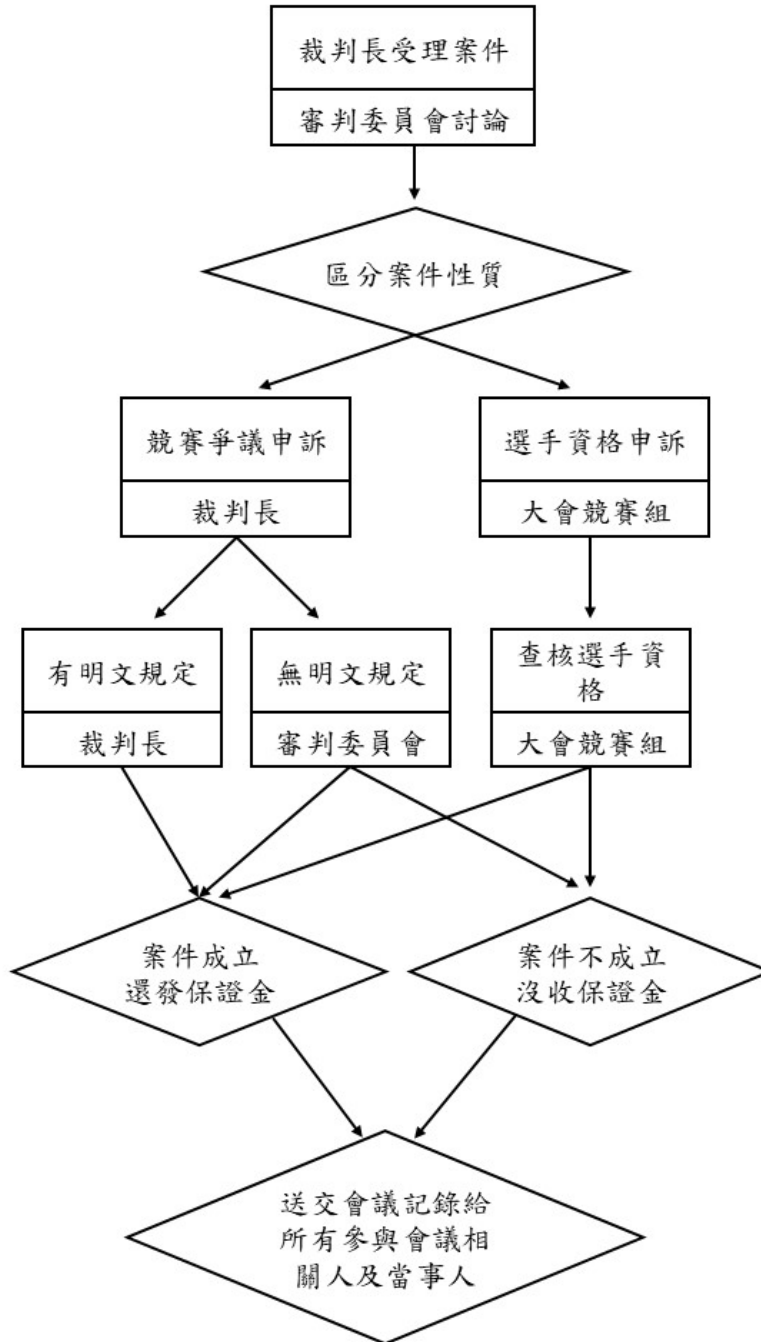 裁判長受理案件
審判委員會討論
區分案件性質
競賽爭議申訴
裁判長
選手資格申訴
大會競賽組
有明文規定
裁判長
無明文規定
審判委員會
查核選手資
格
大會競賽組
案件成立
還發保證金
案件不成立
沒收保證金
送交會議記錄給
所有參與會議相
關人及當事人